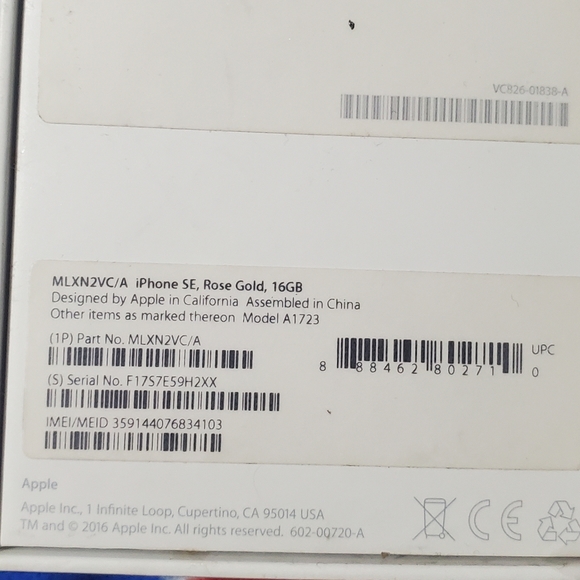 VC826-01838-A
MLXN2VC/A iPhone SE, Rose Gold, 16GB
Designed by Apple in California Assembled in China
Other items as marked thereon Model A1723
(1P) Part No. MLXN2VC/A
UPC
8 88462 80271 0
(S) Serial No. F17S7E59H2XX
IMEI/MEID 359144076834103
Apple
Apple Inc., 1 Infinite Loop, Cupertino, CA 95014 USA
TM and © 2016 Apple Inc. All rights reserved. 602-00720-A
CE